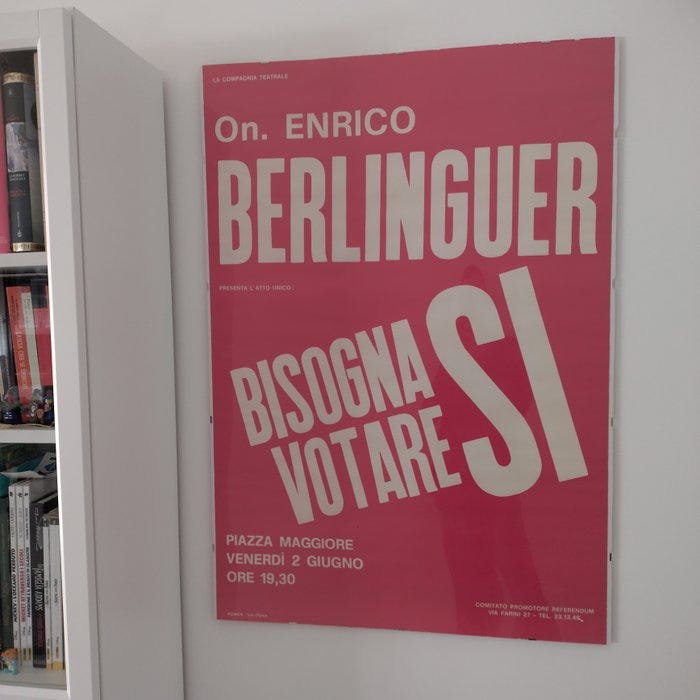 LA COMPAGNIA TEATRALE
On. ENRICO
BERLINGUER
PRESENTA L'ATTO UNICO:
BISOGNA
VOTARE
SI
PIAZZA MAGGIORE
VENERDÌ 2 GIUGNO
ORE 19,30
COMITATO PROMOTORE REFERENDUM
VIA FARINI 27 - TEL. 23.13.45